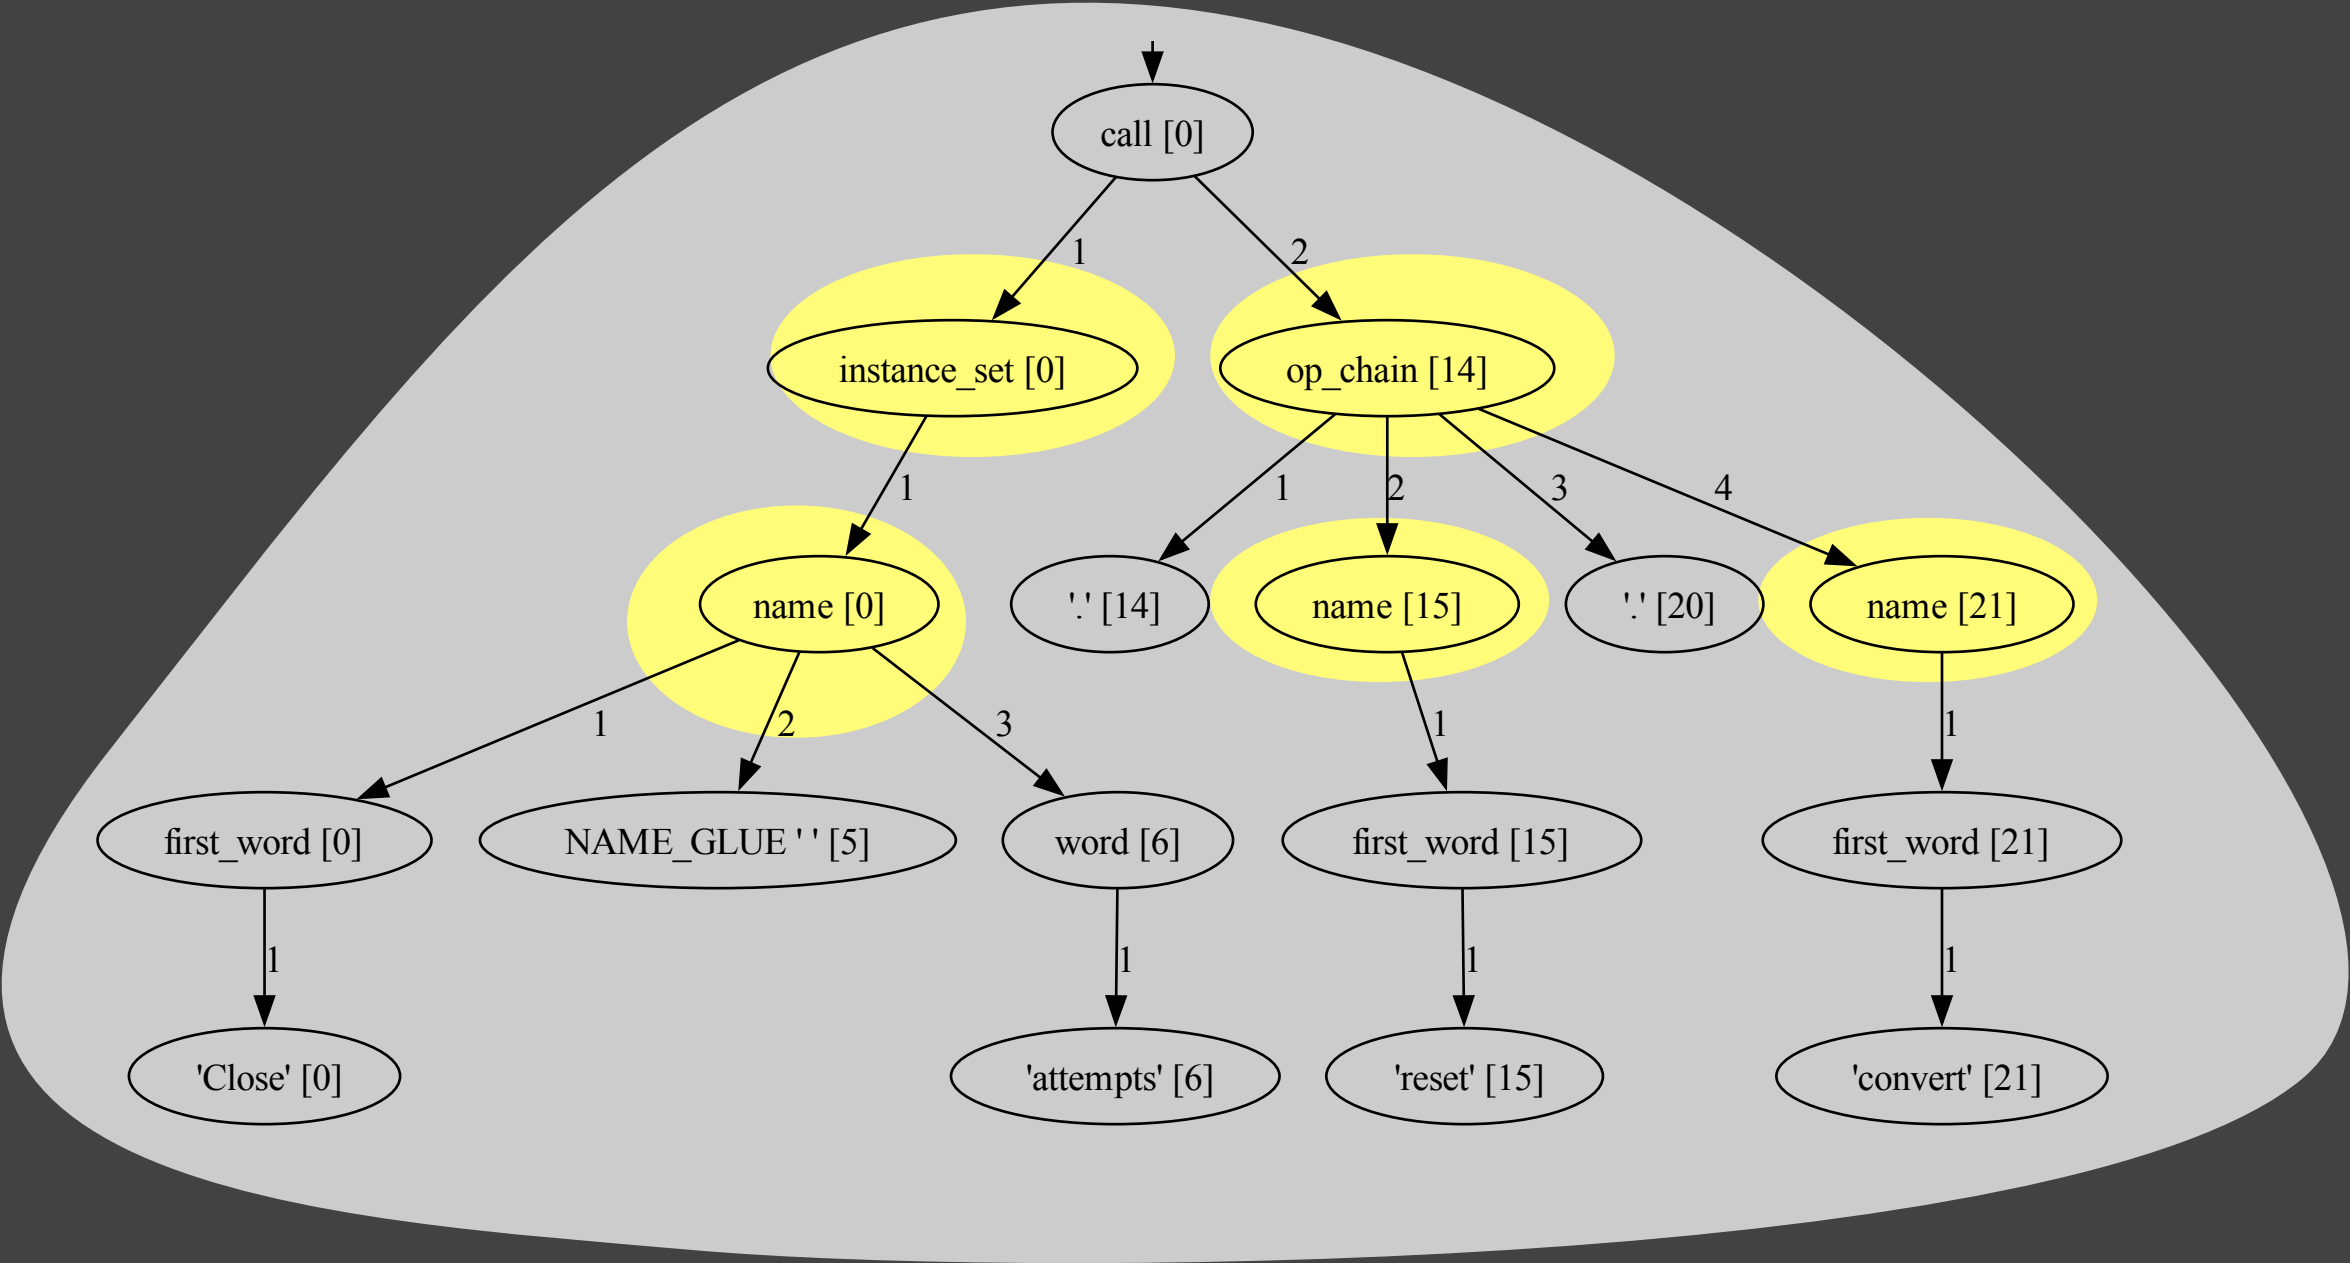 call [0]
1
2
instance_set [0]
op_chain [14]
1
1
2
3
4
name [0]
'.' [14]
name [15]
'.' [20]
name [21]
1
2
3
1
1
first_word [0]
NAME_GLUE ' ' [5]
word [6]
first_word [15]
first_word [21]
1
1
1
1
'Close' [0]
'attempts' [6]
'reset' [15]
'convert' [21]